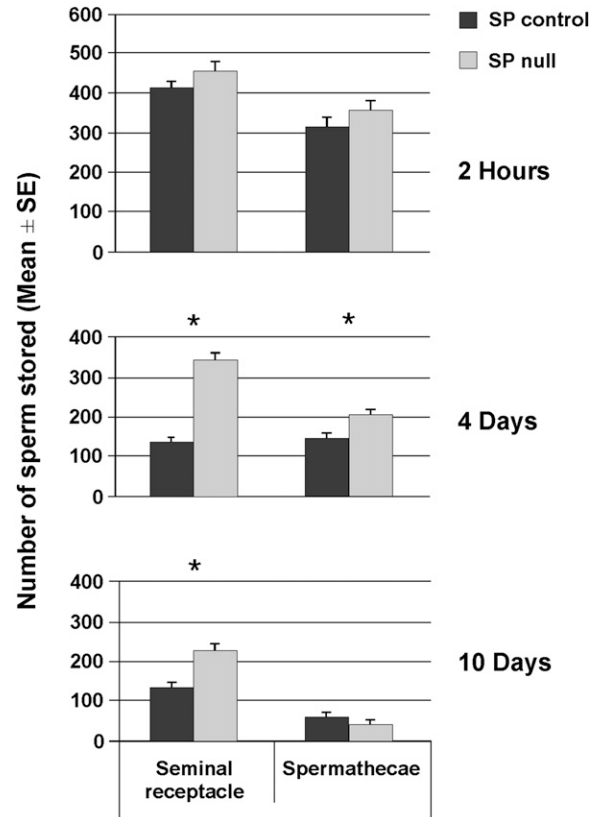 SP control
SP null
Number of sperm stored (Mean ± SE)
600
500
400
300
200
100
0
2 Hours
* *
400
300
200
100
0
4 Days
*
400
300
200
100
0
10 Days
Seminal
receptacle
Spermathecae